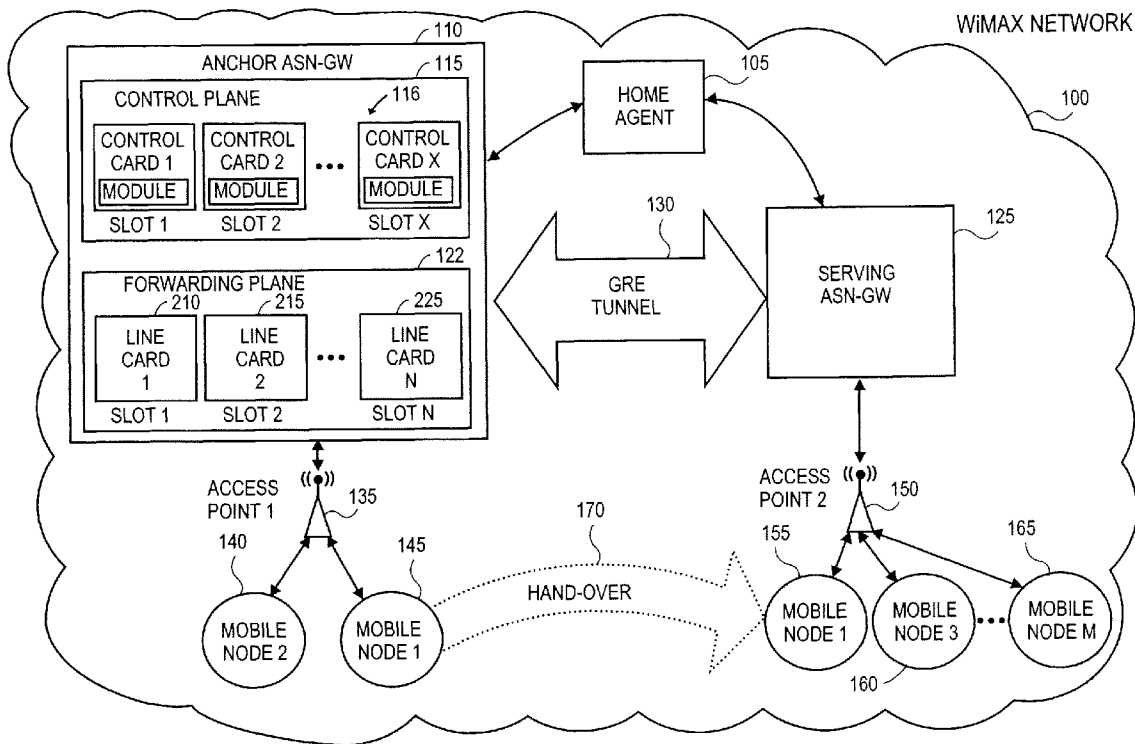 WiMAX NETWORK
100
110
ANCHOR ASN-GW
115
CONTROL PLANE
116
CONTROL CARD 1
MODULE
SLOT 1
CONTROL CARD 2
MODULE
SLOT 2
•••
CONTROL CARD X
MODULE
SLOT X
122
FORWARDING PLANE
210
LINE CARD 1
SLOT 1
215
LINE CARD 2
SLOT 2
•••
225
LINE CARD N
SLOT N
105
HOME AGENT
130
GRE TUNNEL
125
SERVING ASN-GW
ACCESS POINT 1
135
140
MOBILE NODE 2
145
MOBILE NODE 1
170
HAND-OVER
ACCESS POINT 2
150
155
MOBILE NODE 1
MOBILE NODE 3
160
•••
165
MOBILE NODE M